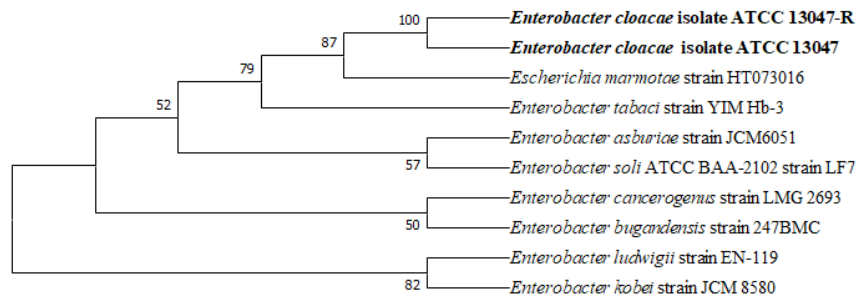 100
Enterobacter cloacae isolate ATCC 13047-R
Enterobacter cloacae isolate ATCC 13047
87
Escherichia marmotae strain HT073016
79
Enterobacter tabaci strain YIM Hb-3
52
Enterobacter asburiae strain JCM6051
57
Enterobacter soli ATCC BAA-2102 strain LF7
Enterobacter cancerogenus strain LMG 2693
50
Enterobacter bugandensis strain 247BMC
Enterobacter ludwigii strain EN-119
82
Enterobacter kobei strain JCM 8580